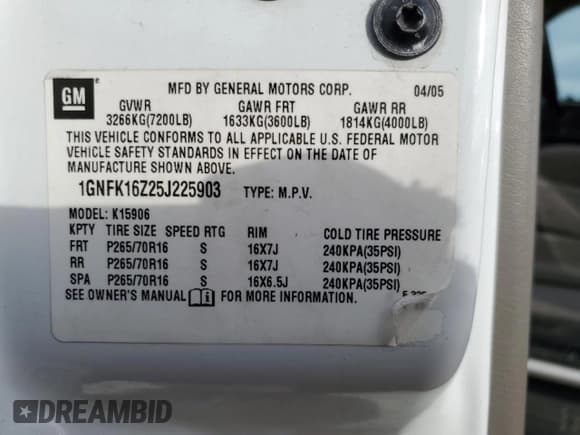 GM
MFD BY GENERAL MOTORS CORP. 04/05
GVWR GAWR FRT GAWR RR
3266KG(7200LB) 1633KG(3600LB) 1814KG(4000LB)
THIS VEHICLE CONFORMS TO ALL APPLICABLE U.S. FEDERAL MOTOR
VEHICLE SAFETY STANDARDS IN EFFECT ON THE DATE OF
MANUFACTURE SHOWN ABOVE.
1GNFK16Z25J225903 TYPE: M.P.V.
MODEL: K15906
KPTY TIRE SIZE SPEED RTG RIM COLD TIRE PRESSURE
FRT P265/70R16 S 16X7J 240KPA(35PSI)
RR P265/70R16 S 16X7J 240KPA(35PSI)
SPA P265/70R16 S 16X6.5J 240KPA(35PSI)
SEE OWNER'S MANUAL FOR MORE INFORMATION.
DREAMBID